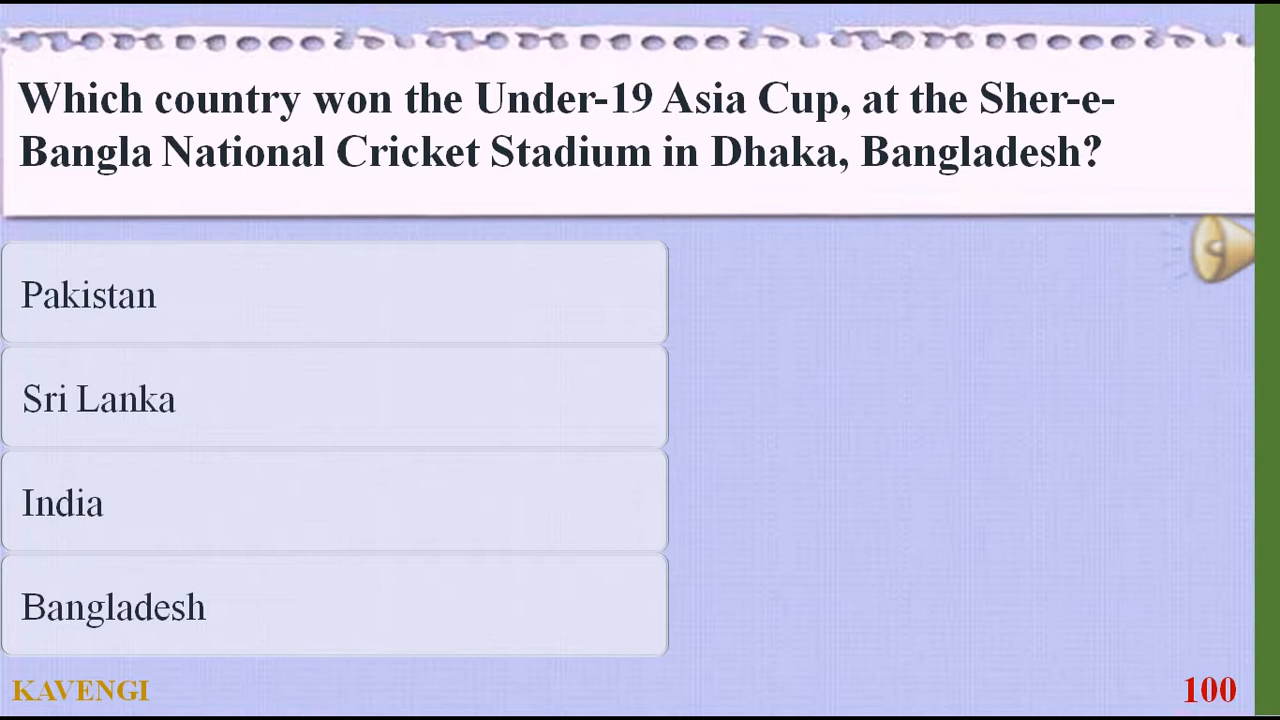 Which country won the Under-19 Asia Cup, at the Sher-e-
Bangla National Cricket Stadium in Dhaka, Bangladesh?
Pakistan
Sri Lanka
India
Bangladesh
KAVENGI
100